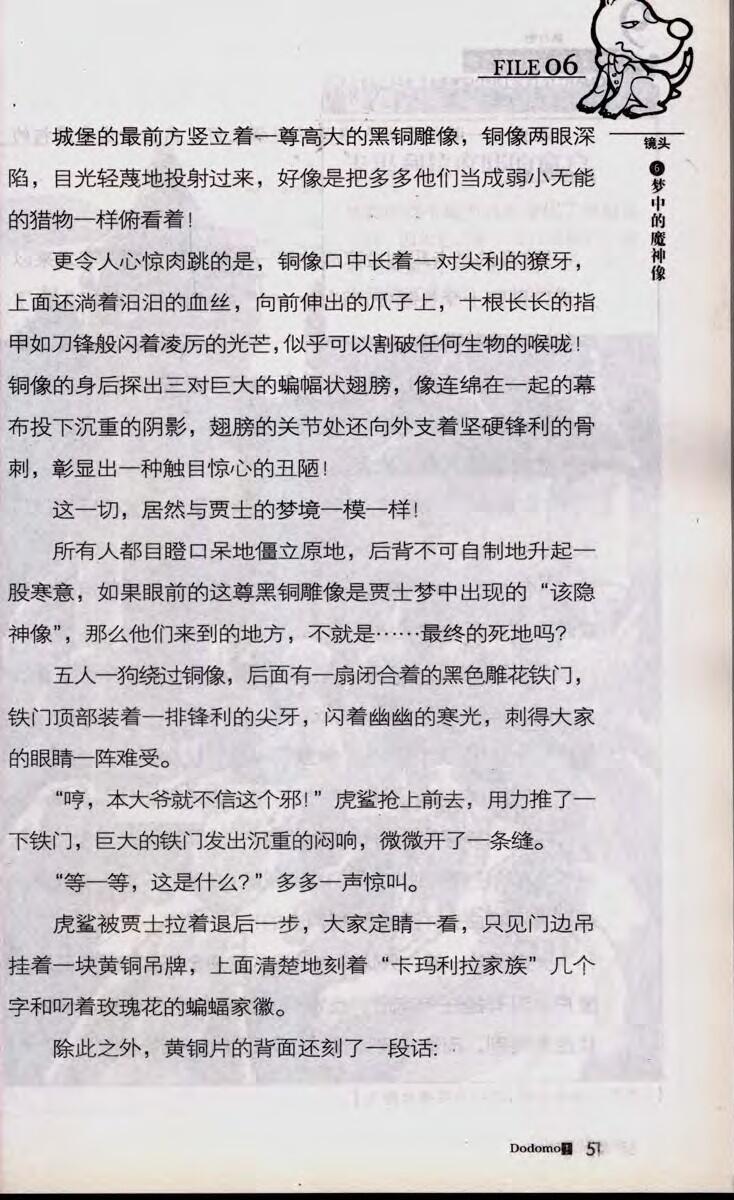 FILE 06
镜头
❻梦中的魔神像
城堡的最前方竖立着一尊高大的黑铜雕像，铜像两眼深
陷，目光轻蔑地投射过来，好像是把多多他们当成弱小无能
的猎物一样俯看着！
更令人心惊肉跳的是，铜像口中长着一对尖利的獠牙，
上面还淌着汩汩的血丝，向前伸出的爪子上，十根长长的指
甲如刀锋般闪着凌厉的光芒，似乎可以割破任何生物的喉咙！
铜像的身后探出三对巨大的蝙蝠状翅膀，像连绵在一起的幕
布投下沉重的阴影，翅膀的关节处还向外支着坚硬锋利的骨
刺，彰显出一种触目惊心的丑陋！
这一切，居然与贾士的梦境一模一样！
所有人都目瞪口呆地僵立原地，后背不可自制地升起一
股寒意，如果眼前的这尊黑铜雕像是贾士梦中出现的“该隐
神像”，那么他们来到的地方，不就是……最终的死地吗？
五人一狗绕过铜像，后面有一扇闭合着的黑色雕花铁门，
铁门顶部装着一排锋利的尖牙，闪着幽幽的寒光，刺得大家
的眼睛一阵难受。
“哼，本大爷就不信这个邪！”虎鲨抢上前去，用力推了一
下铁门，巨大的铁门发出沉重的闷响，微微开了一条缝。
“等一等，这是什么？”多多一声惊叫。
虎鲨被贾士拉着退后一步，大家定睛一看，只见门边吊
挂着一块黄铜吊牌，上面清楚地刻着“卡玛利拉家族”几个
字和叼着玫瑰花的蝙蝠家徽。
除此之外，黄铜片的背面还刻了一段话：
Dodomo 51